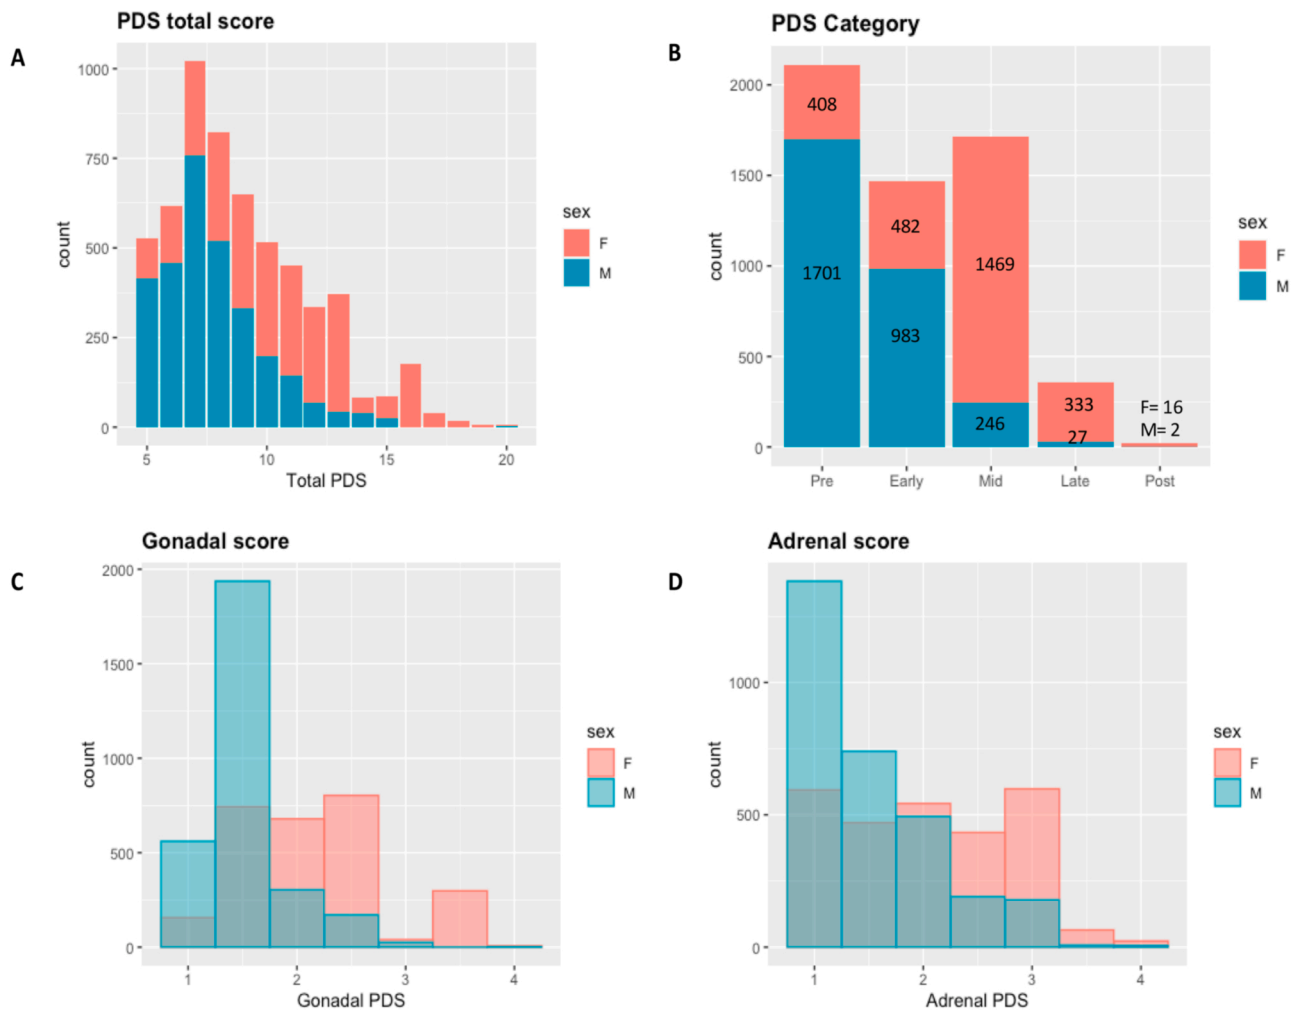 A
PDS total score
1000
750
500
250
0
count
5
10
15
20
Total PDS
sex
F
M
B
PDS Category
2000
1500
1000
500
0
count
408
1701
482
983
1469
246
333
27
F= 16
M= 2
Pre
Early
Mid
Late
Post
sex
F
M
C
Gonadal score
2000
1500
1000
500
0
count
1
2
3
4
Gonadal PDS
sex
F
M
D
Adrenal score
1000
500
0
count
1
2
3
4
Adrenal PDS
sex
F
M